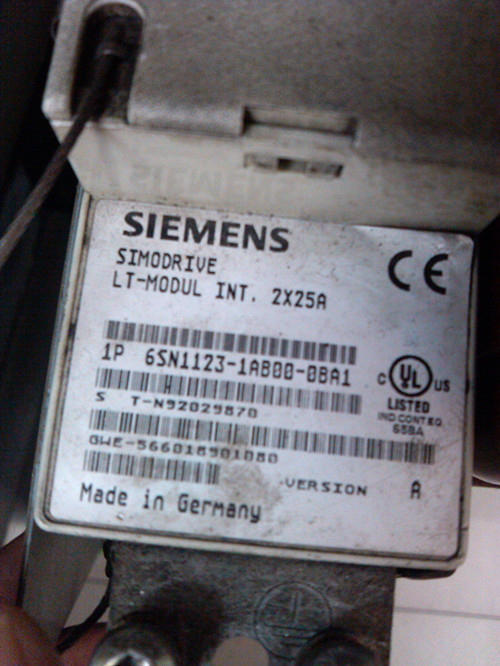 SIEMENS
SIMODRIVE
LT-MODUL INT. 2X25A
CE
1P 6SN1123-1AB00-0BA1
C UL US
LISTED
IND.CONT.EQ.
658A
S T-N92029870
GWE-566018901080
VERSION A
Made in Germany